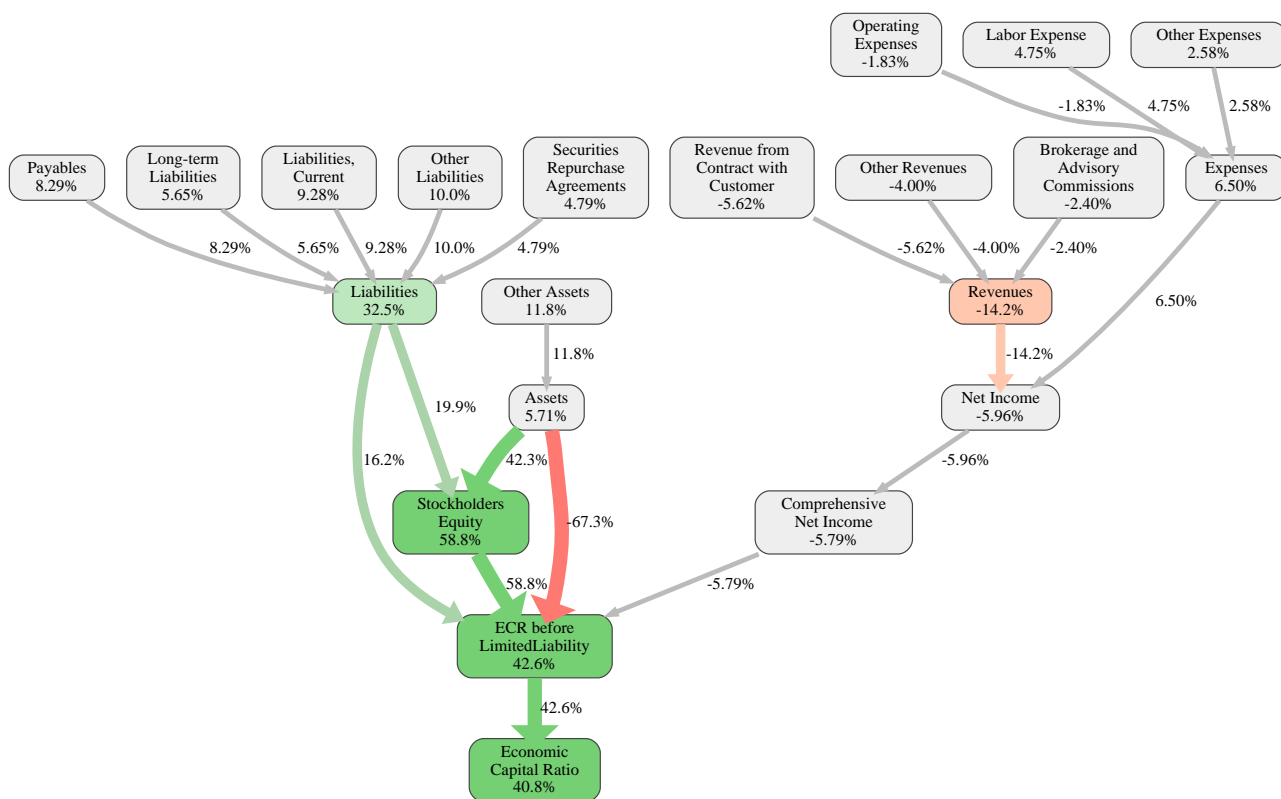 Operating
Expenses
-1.83%
Labor Expense
4.75%
Other Expenses
2.58%
-1.83%
4.75%
2.58%
Payables
8.29%
Long-term
Liabilities
5.65%
Liabilities,
Current
9.28%
Other
Liabilities
10.0%
Securities
Repurchase
Agreements
4.79%
Revenue from
Contract with
Customer
-5.62%
Other Revenues
-4.00%
Brokerage and
Advisory
Commissions
-2.40%
Expenses
6.50%
8.29%
5.65%
9.28%
10.0%
4.79%
-5.62%
-4.00%
-2.40%
Liabilities
32.5%
Other Assets
11.8%
Revenues
-14.2%
6.50%
11.8%
-14.2%
Assets
5.71%
Net Income
-5.96%
19.9%
16.2%
42.3%
-5.96%
Stockholders
Equity
58.8%
-67.3%
Comprehensive
Net Income
-5.79%
58.8%
-5.79%
ECR before
LimitedLiability
42.6%
42.6%
Economic
Capital Ratio
40.8%